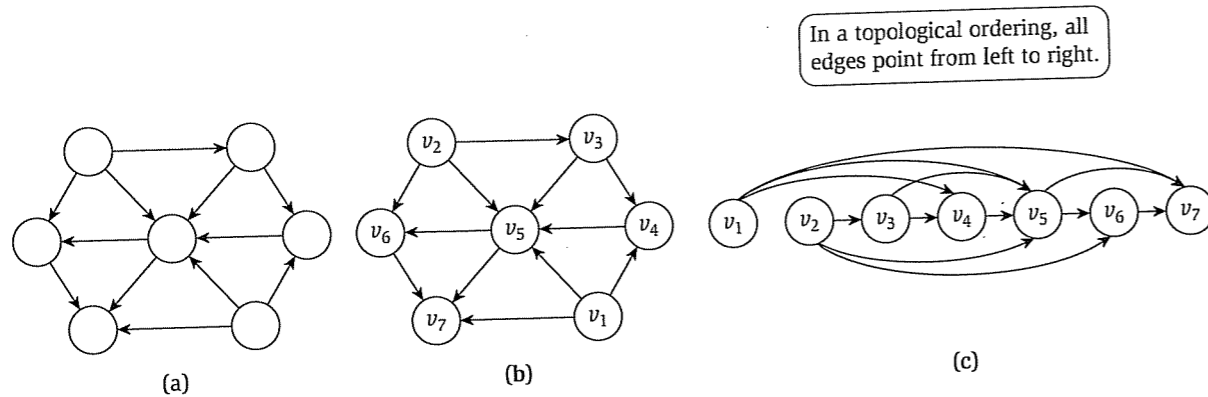 In a topological ordering, all
edges point from left to right.
v₂
v₃
v₆
v₅
v₄
v₇
v₁
v₁
v₂
v₃
v₄
v₅
v₆
v₇
(a)
(b)
(c)